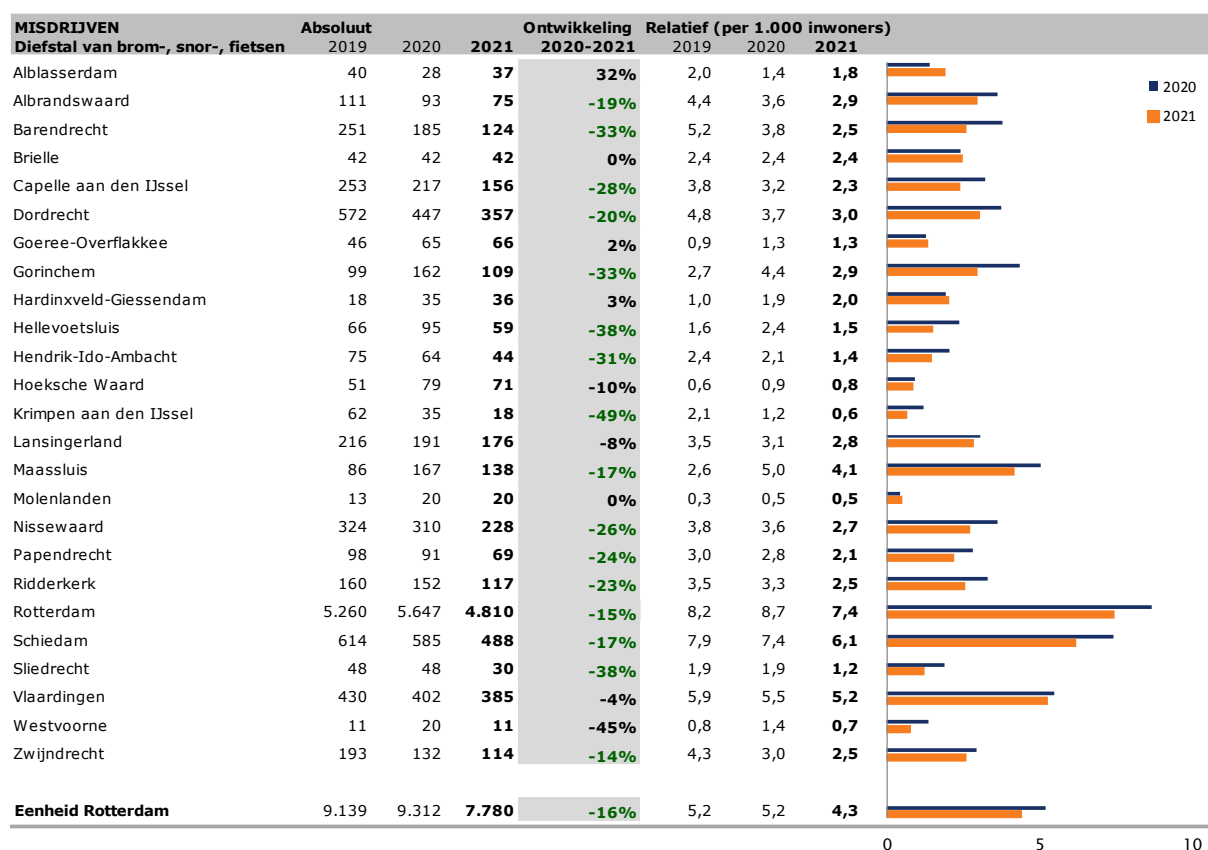 MISDRIJVEN Absoluut Ontwikkeling Relatief (per 1.000 inwoners)
Diefstal van brom-, snor-, fietsen 2019 2020 2021 2020-2021 2019 2020 2021
Alblasserdam 40 28 37 32% 2,0 1,4 1,8
2020
Albrandswaard 111 93 75 -19% 4,4 3,6 2,9
2021
Barendrecht 251 185 124 -33% 5,2 3,8 2,5
Brielle 42 42 42 0% 2,4 2,4 2,4
Capelle aan den IJssel 253 217 156 -28% 3,8 3,2 2,3
Dordrecht 572 447 357 -20% 4,8 3,7 3,0
Goeree-Overflakkee 46 65 66 2% 0,9 1,3 1,3
Gorinchem 99 162 109 -33% 2,7 4,4 2,9
Hardinxveld-Giessendam 18 35 36 3% 1,0 1,9 2,0
Hellevoetsluis 66 95 59 -38% 1,6 2,4 1,5
Hendrik-Ido-Ambacht 75 64 44 -31% 2,4 2,1 1,4
Hoeksche Waard 51 79 71 -10% 0,6 0,9 0,8
Krimpen aan den IJssel 62 35 18 -49% 2,1 1,2 0,6
Lansingerland 216 191 176 -8% 3,5 3,1 2,8
Maassluis 86 167 138 -17% 2,6 5,0 4,1
Molenlanden 13 20 20 0% 0,3 0,5 0,5
Nissewaard 324 310 228 -26% 3,8 3,6 2,7
Papendrecht 98 91 69 -24% 3,0 2,8 2,1
Ridderkerk 160 152 117 -23% 3,5 3,3 2,5
Rotterdam 5.260 5.647 4.810 -15% 8,2 8,7 7,4
Schiedam 614 585 488 -17% 7,9 7,4 6,1
Sliedrecht 48 48 30 -38% 1,9 1,9 1,2
Vlaardingen 430 402 385 -4% 5,9 5,5 5,2
Westvoorne 11 20 11 -45% 0,8 1,4 0,7
Zwijndrecht 193 132 114 -14% 4,3 3,0 2,5
Eenheid Rotterdam 9.139 9.312 7.780 -16% 5,2 5,2 4,3
0 5 10